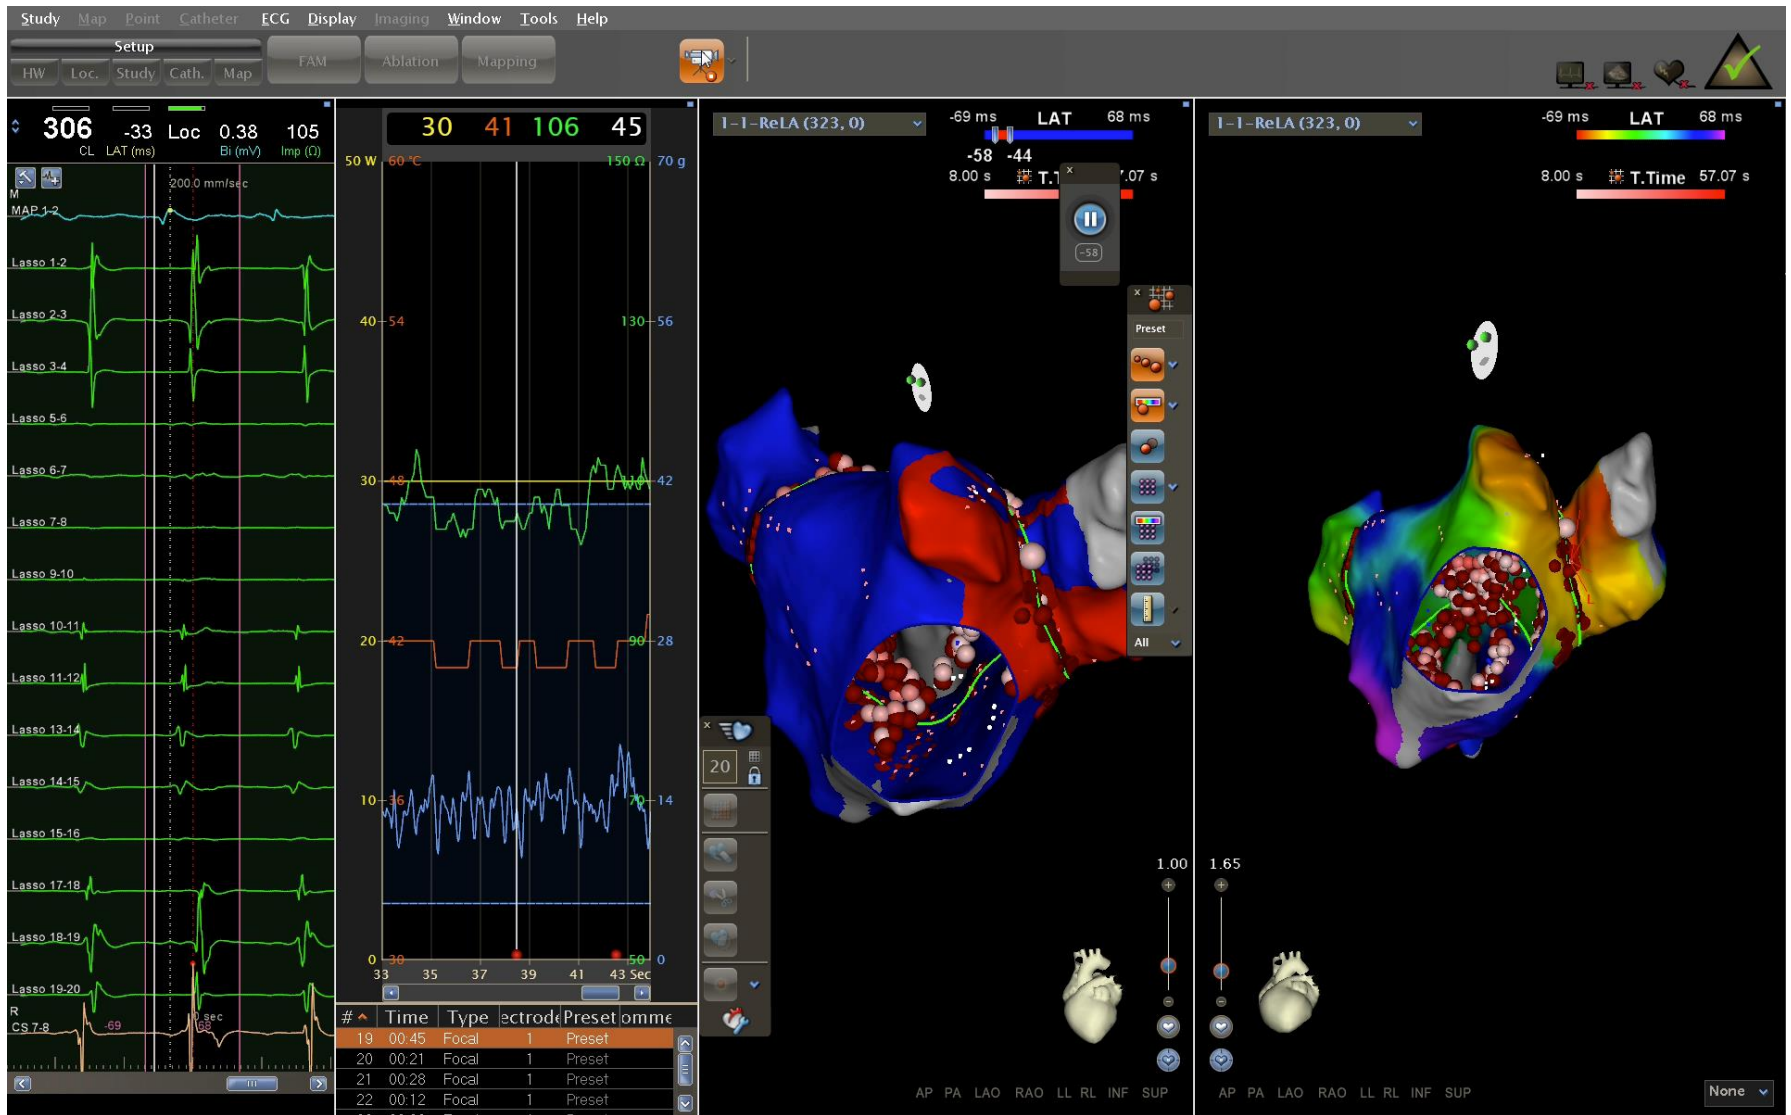 Study Map Point Catheter ECG Display Imaging Window Tools Help
Setup
HW Loc. Study Cath. Map
FAM Ablation Mapping
306 -33 Loc 0.38 105
CL LAT (ms) Bi (mV) Imp (Ω)
200.0 mm/sec
M
MAP 1-2
Lasso 1-2
Lasso 2-3
Lasso 3-4
Lasso 5-6
Lasso 6-7
Lasso 7-8
Lasso 9-10
Lasso 10-11
Lasso 11-12
Lasso 13-14
Lasso 14-15
Lasso 15-16
Lasso 17-18
Lasso 18-19
Lasso 19-20
R
CS 7-8
-69 68
0 sec
30 41 106 45
50 W 60 °C 150 Ω 70 g
40 54 130 56
30 48 110 42
20 42 90 28
10 36 70 14
0 30 50 0
33 35 37 39 41 43 Sec
# Time Type ectrode Preset omme
19 00:45 Focal 1 Preset
20 00:21 Focal 1 Preset
21 00:28 Focal 1 Preset
22 00:12 Focal 1 Preset
1-1-ReLA (323, 0)
-69 ms LAT 68 ms
-58 -44
8.00 s T.T 7.07 s
x
-58
x
Preset
All
x
20
1.00
AP PA LAO RAO LL RL INF SUP
1-1-ReLA (323, 0)
-69 ms LAT 68 ms
8.00 s T.Time 57.07 s
L
1.65
AP PA LAO RAO LL RL INF SUP
None